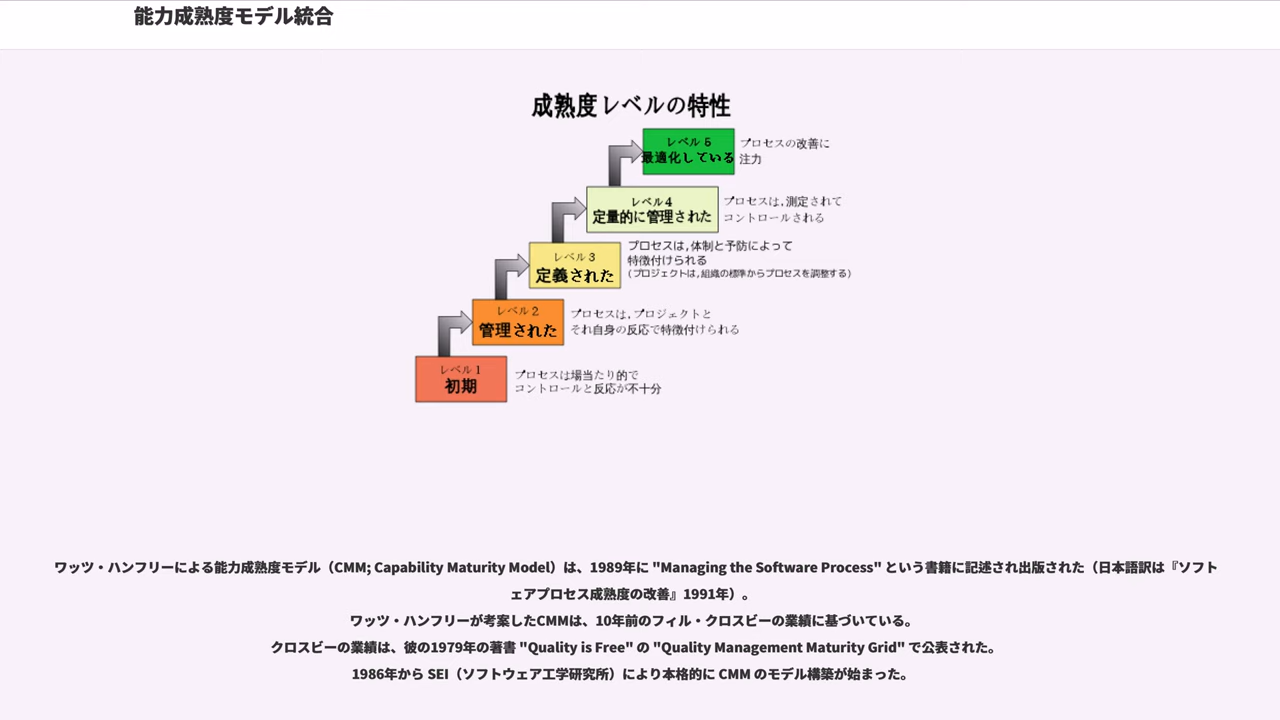 能力成熟度モデル統合
成熟度レベルの特性
レベル 5
最適化している
プロセスの改善に
注力
レベル4
定量的に管理された
プロセスは,測定されて
コントロールされる
レベル 3
定義された
プロセスは,体制と予防によって
特徴付けられる
(プロジェクトは,組織の標準からプロセスを調整する)
レベル 2
管理された
プロセスは,プロジェクトと
それ自身の反応で特徴付けられる
レベル 1
初期
プロセスは場当たり的で
コントロールと反応が不十分
ワッツ・ハンフリーによる能力成熟度モデル（CMM; Capability Maturity Model）は、1989年に "Managing the Software Process" という書籍に記述され出版された（日本語訳は『ソフト
ェアプロセス成熟度の改善』1991年）。
ワッツ・ハンフリーが考案したCMMは、10年前のフィル・クロスビーの業績に基づいている。
クロスビーの業績は、彼の1979年の著書 "Quality is Free" の "Quality Management Maturity Grid" で公表された。
1986年から SEI（ソフトウェア工学研究所）により本格的に CMM のモデル構築が始まった。